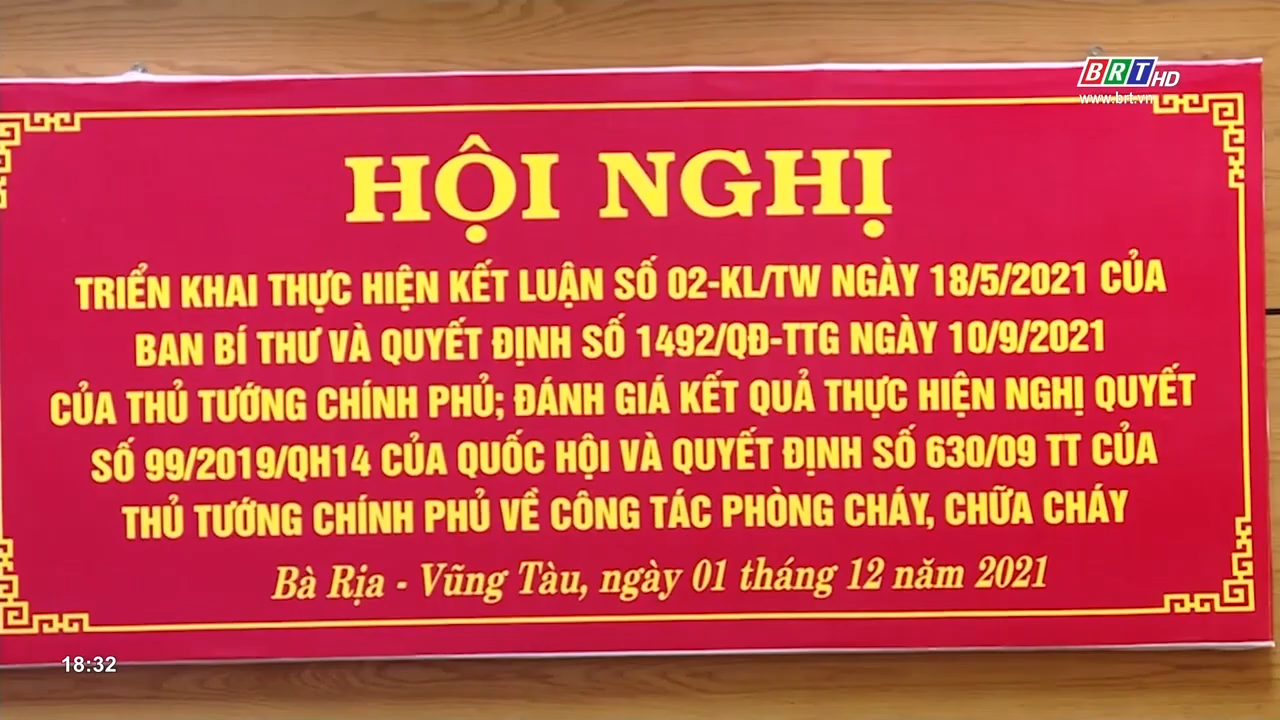 BRT HD
www.brt.vn
HỘI NGHỊ
TRIỂN KHAI THỰC HIỆN KẾT LUẬN SỐ 02-KL/TW NGÀY 18/5/2021 CỦA
BAN BÍ THƯ VÀ QUYẾT ĐỊNH SỐ 1492/QĐ-TTG NGÀY 10/9/2021
CỦA THỦ TƯỚNG CHÍNH PHỦ; ĐÁNH GIÁ KẾT QUẢ THỰC HIỆN NGHỊ QUYẾT
SỐ 99/2019/QH14 CỦA QUỐC HỘI VÀ QUYẾT ĐỊNH SỐ 630/09 TT CỦA
THỦ TƯỚNG CHÍNH PHỦ VỀ CÔNG TÁC PHÒNG CHÁY, CHỮA CHÁY
Bà Rịa - Vũng Tàu, ngày 01 tháng 12 năm 2021
18:32